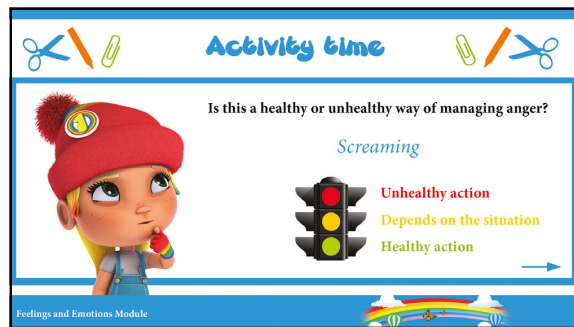 Activity time
Is this a healthy or unhealthy way of managing anger?
Screaming
Unhealthy action
Depends on the situation
Healthy action
Feelings and Emotions Module